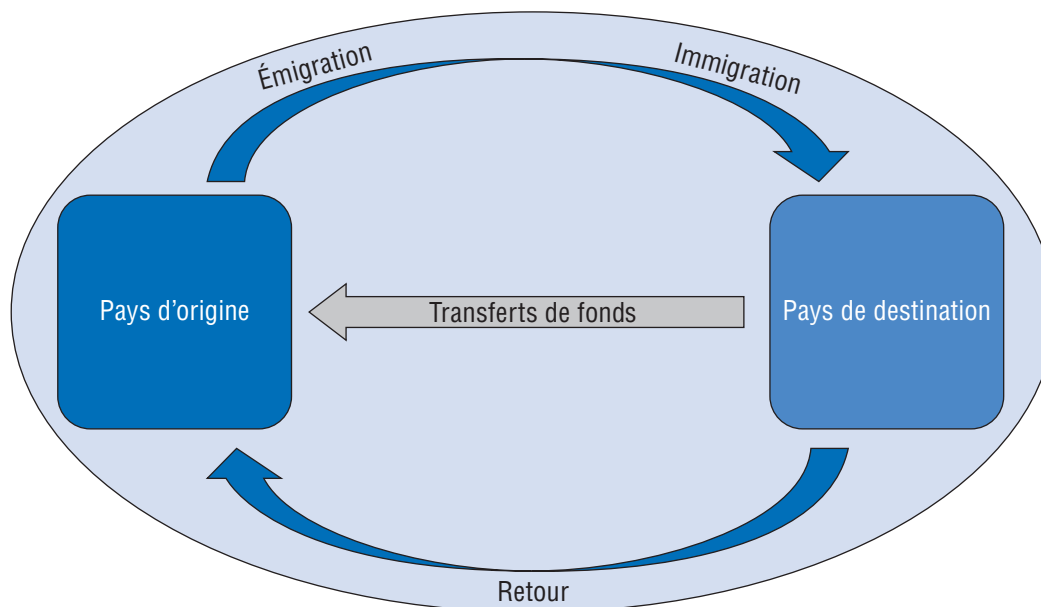 Émigration
Immigration
Pays d’origine
Transferts de fonds
Pays de destination
Retour